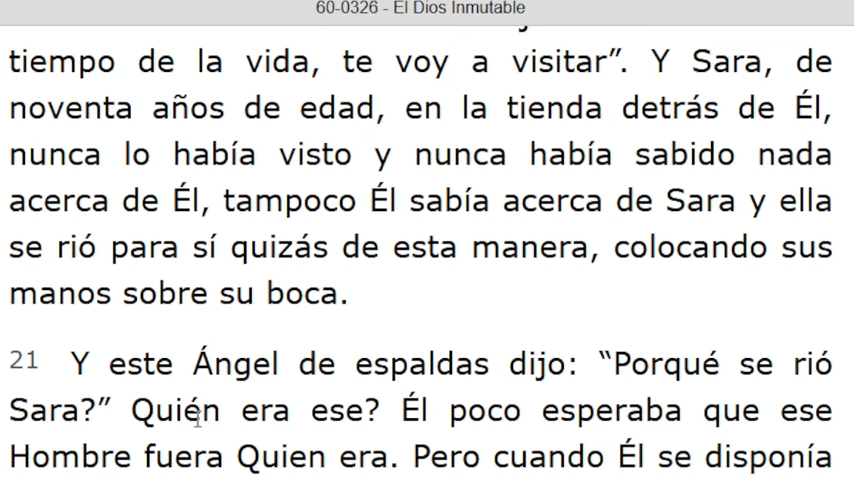 60-0326 - El Dios Inmutable
tiempo de la vida, te voy a visitar”. Y Sara, de
noventa años de edad, en la tienda detrás de Él,
nunca lo había visto y nunca había sabido nada
acerca de Él, tampoco Él sabía acerca de Sara y ella
se rió para sí quizás de esta manera, colocando sus
manos sobre su boca.
21 Y este Ángel de espaldas dijo: “Porqué se rió
Sara?” Quién era ese? Él poco esperaba que ese
Hombre fuera Quien era. Pero cuando Él se disponía